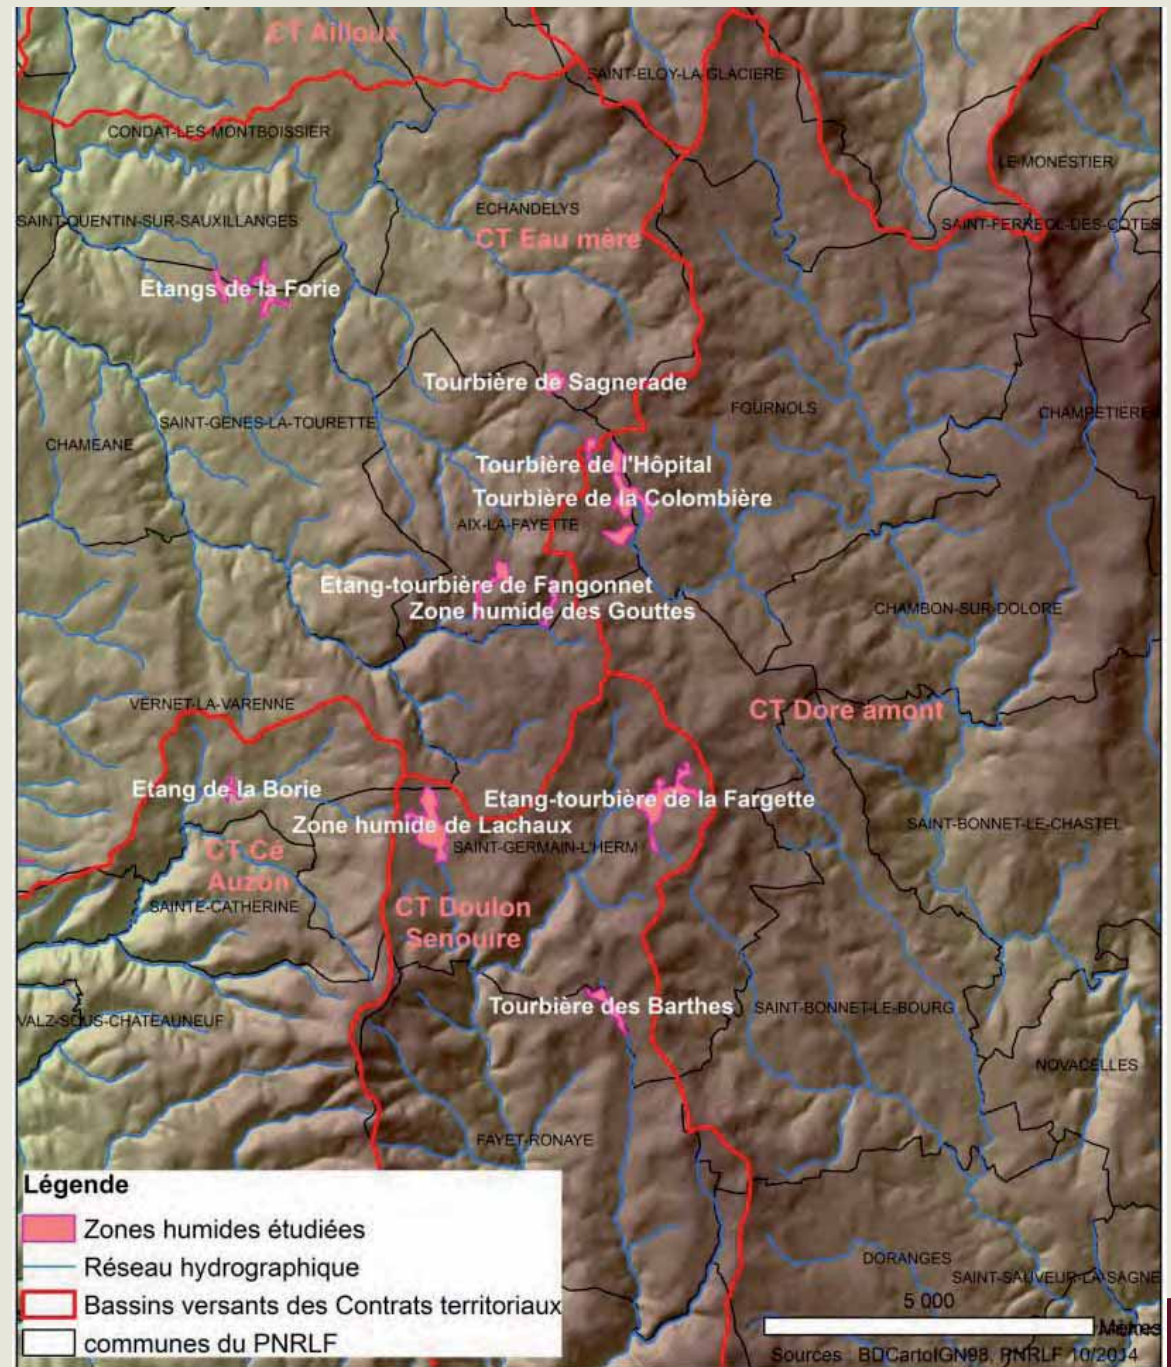 CT Ailloux
SAINT-ELOY-LA-GLACIERE
CONDAT-LES-MONTBOISSIER
LE MONESTIER
SAINT-QUENTIN-SUR-SAUXILLANGES
ECHANDELYS
SAINT-FERREOL-DES-COTES
CT Eau mère
Etangs de la Forie
Tourbière de Sagnerade
FOURNOLS
CHAMPETIERES
SAINT-GENES-LA-TOURETTE
CHAMEANE
Tourbière de l'Hôpital
Tourbière de la Colombière
AIX-LA-FAYETTE
Etang-tourbière de Fangonnet
Zone humide des Gouttes
CHAMBON-SUR-DOLORE
VERNET-LA-VARENNE
CT Dore amont
Etang de la Borie
Etang-tourbière de la Fargette
Zone humide de Lachaux
SAINT-BONNET-LE-CHASTEL
SAINT-GERMAIN-L'HERM
CT Cé
Auzon
SAINTE-CATHERINE
CT Doulon
Senouire
Tourbière des Barthes
SAINT-BONNET-LE-BOURG
VALZ-SOUS-CHATEAUNEUF
NOVACELLES
FAYET-RONAYE
Légende
Zones humides étudiées
Réseau hydrographique
Bassins versants des Contrats territoriaux
communes du PNRLF
DORANGES
SAINT-SAUVEUR-LA-SAGNE
5 000
Mètres
Sources : BDCartoIGN98, PNRLF 10/2014